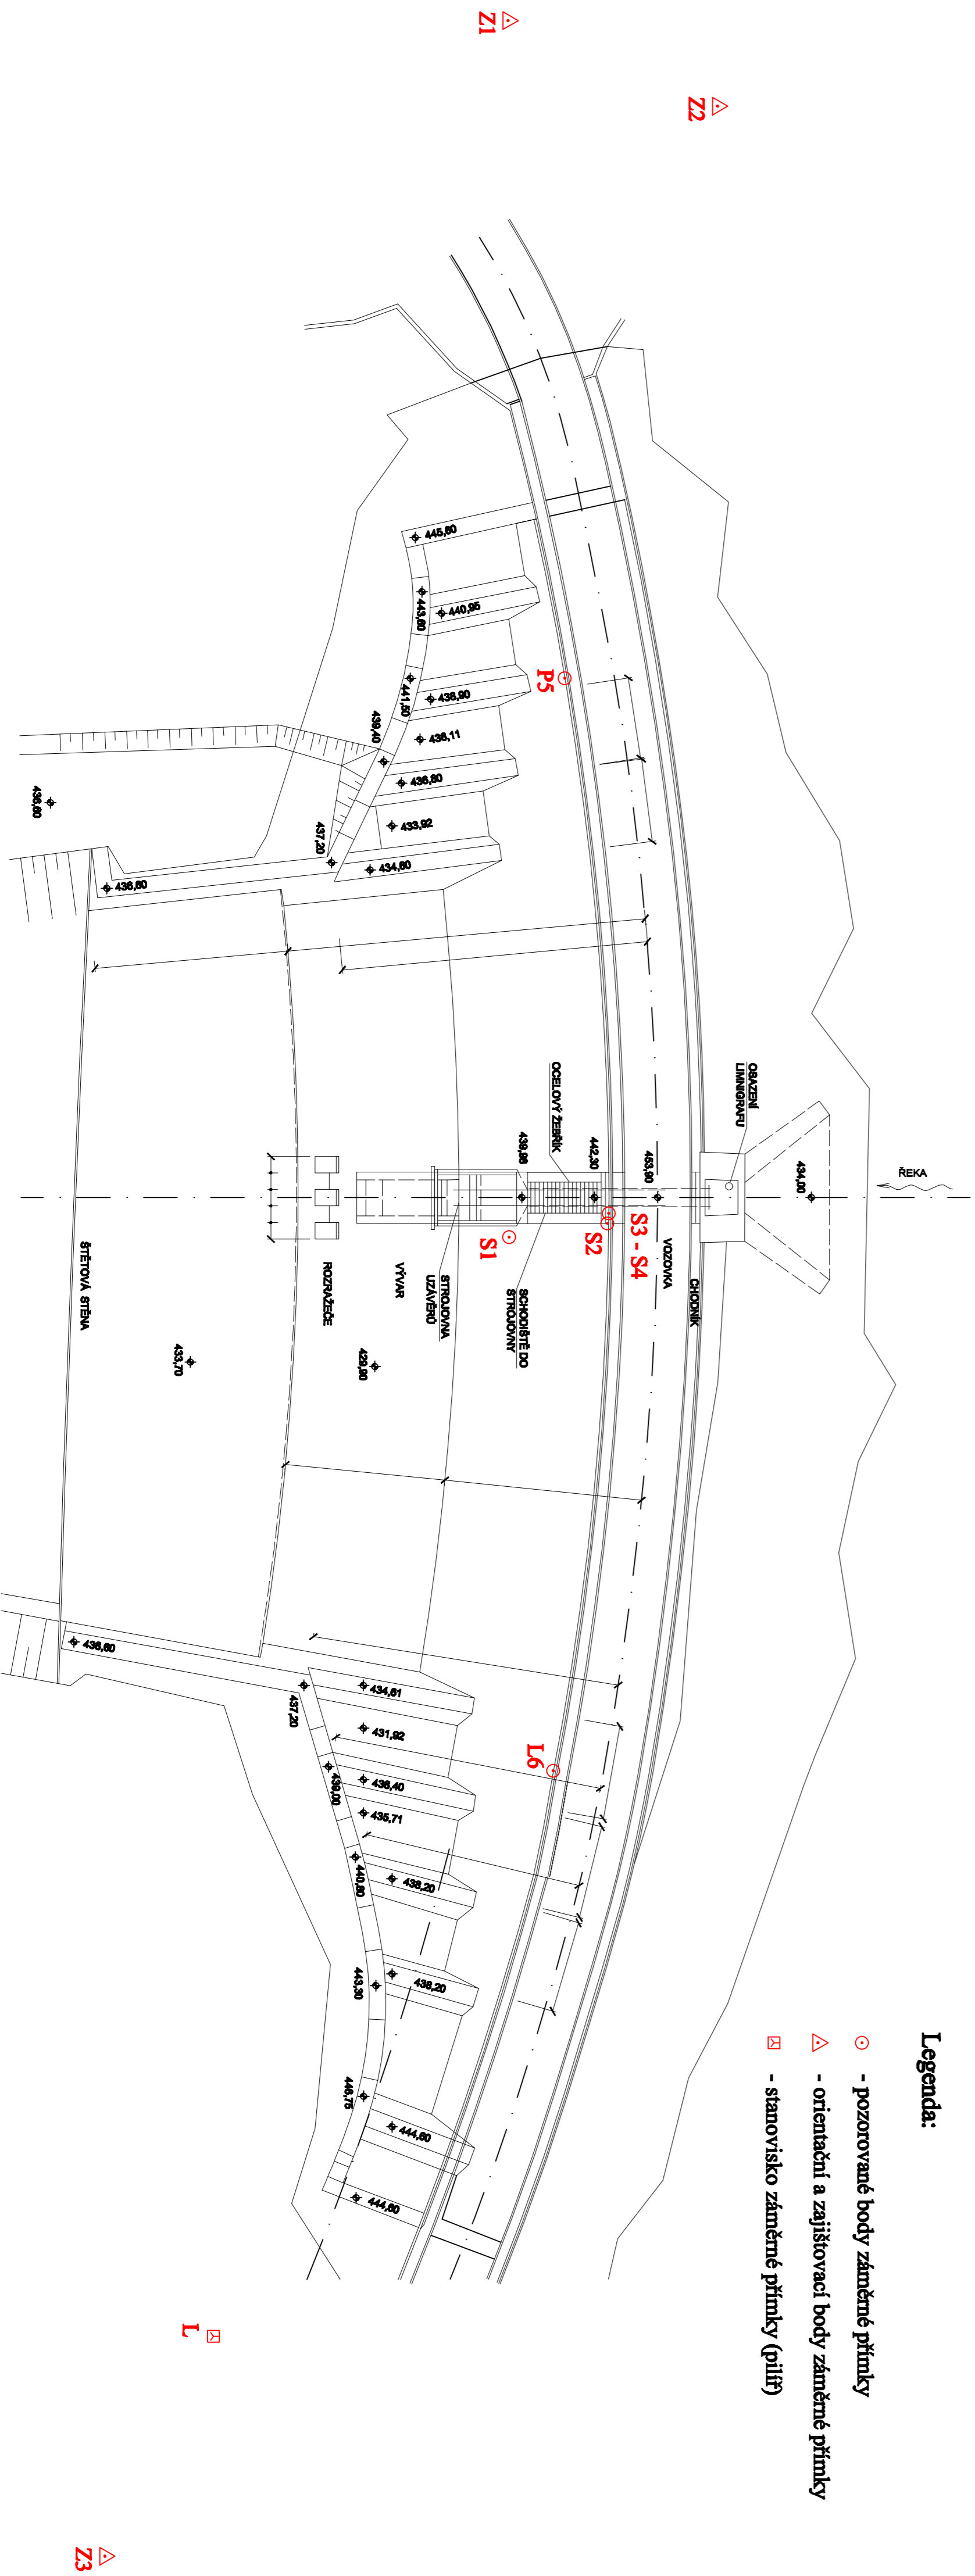 Z1
Z2
445,60
443,60
440,95
P5
441,50
438,90
439,40
436,11
436,60
436,60
433,92
437,20
434,60
436,60
OSAZENÍ
LIMNIGRAFU
OCELOVÝ ŽEBŘÍK
439,98
442,30
453,90
434,00
ŘEKA
S1
S2
S3 - S4
VOZOVKA
CHODNÍK
ŠTĚTOVÁ STĚNA
ROZRAŽEČE
VÝVAR
STROJOVNA
UZÁVĚRŮ
SCHODIŠTĚ DO
STROJOVNY
433,70
429,90
436,60
437,20
434,61
431,92
L6
439,00
436,40
435,71
440,80
438,20
443,30
438,20
446,75
444,60
444,60
L
Z3
Legenda:
- pozorované body záměrné přímky
- orientační a zajišťovací body záměrné přímky
- stanovisko záměrné přímky (pilíř)